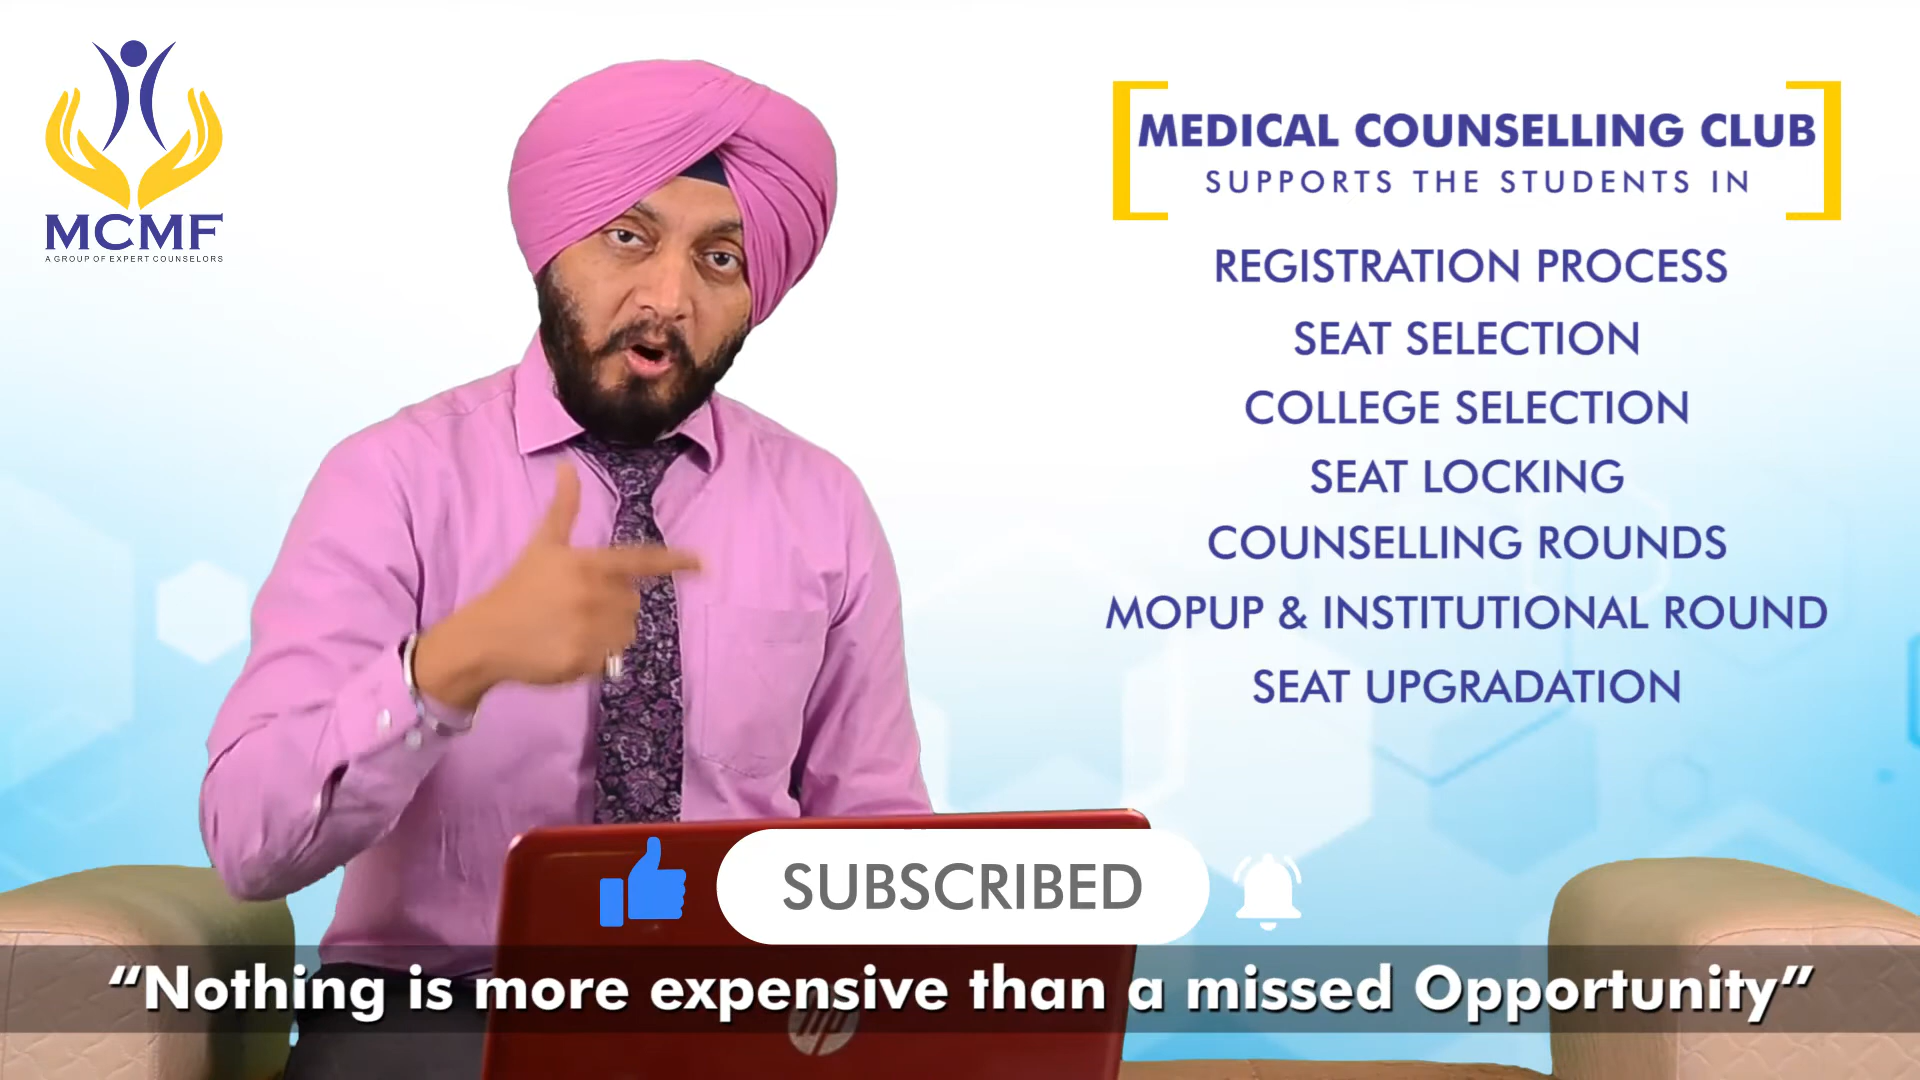 MCMF
A GROUP OF EXPERT COUNSELORS
MEDICAL COUNSELLING CLUB
SUPPORTS THE STUDENTS IN
REGISTRATION PROCESS
SEAT SELECTION
COLLEGE SELECTION
SEAT LOCKING
COUNSELLING ROUNDS
MOPUP & INSTITUTIONAL ROUND
SEAT UPGRADATION
SUBSCRIBED
“Nothing is more expensive than a missed Opportunity”
hp